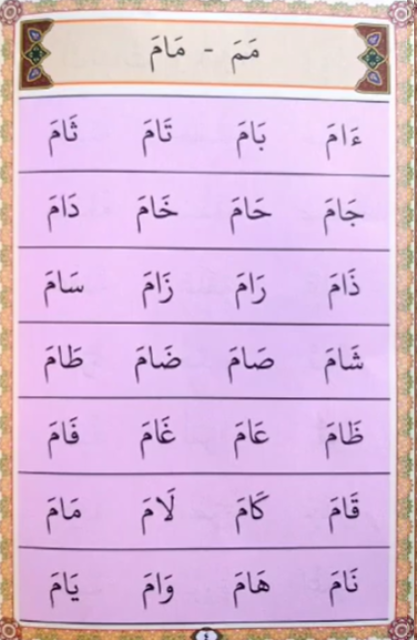 مَمَ - مَامَ
ءَامَ بَامَ تَامَ ثَامَ
جَامَ حَامَ خَامَ دَامَ
ذَامَ رَامَ زَامَ سَامَ
شَامَ صَامَ ضَامَ طَامَ
ظَامَ عَامَ غَامَ فَامَ
قَامَ كَامَ لَامَ مَامَ
نَامَ هَامَ وَامَ يَامَ